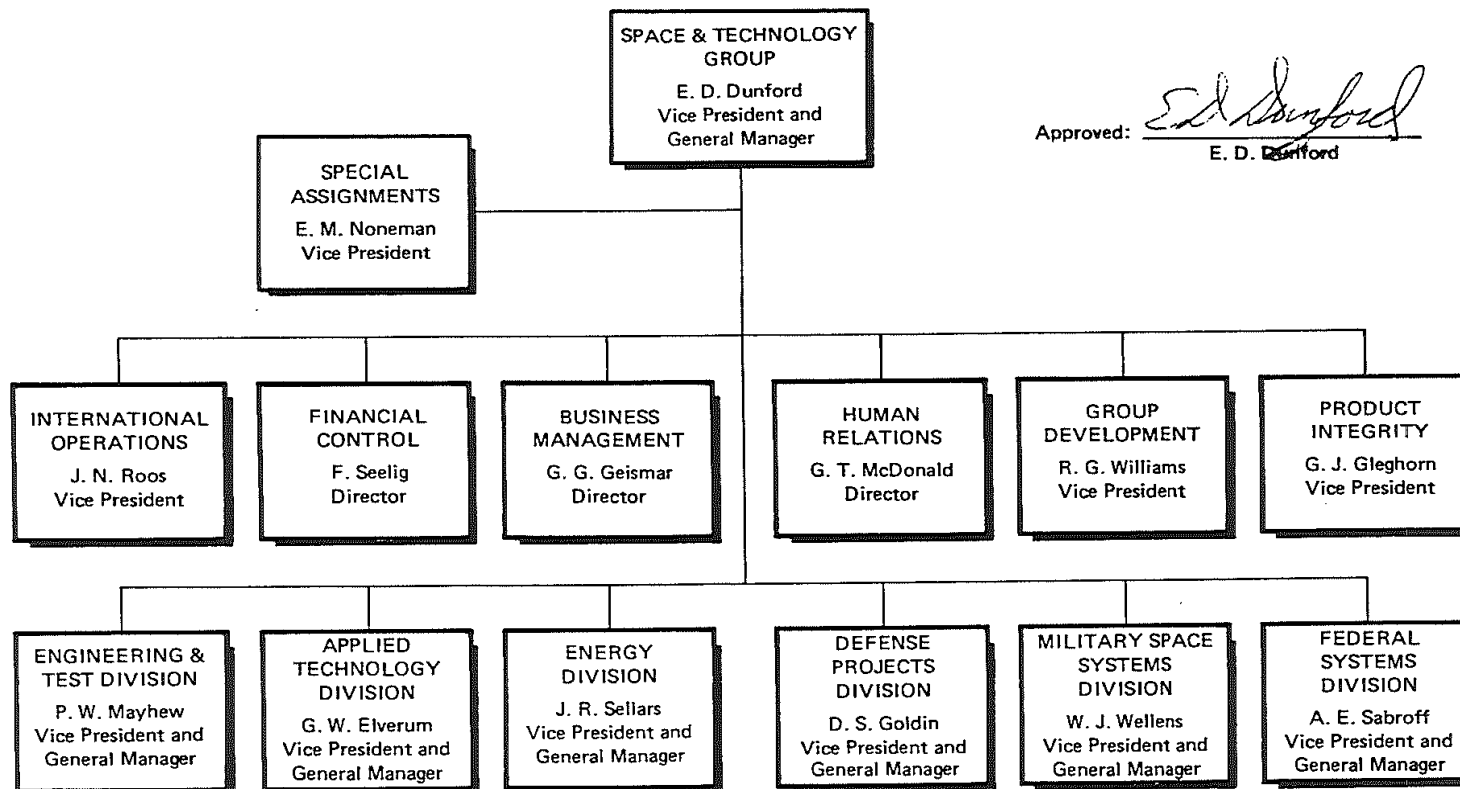 SPACE & TECHNOLOGY
GROUP
E. D. Dunford
Vice President and
General Manager
Approved: ED Dunford
E. D. Dunford
SPECIAL
ASSIGNMENTS
E. M. Noneman
Vice President
INTERNATIONAL
OPERATIONS
J. N. Roos
Vice President
FINANCIAL
CONTROL
F. Seelig
Director
BUSINESS
MANAGEMENT
G. G. Geismar
Director
HUMAN
RELATIONS
G. T. McDonald
Director
GROUP
DEVELOPMENT
R. G. Williams
Vice President
PRODUCT
INTEGRITY
G. J. Gleghorn
Vice President
ENGINEERING &
TEST DIVISION
P. W. Mayhew
Vice President and
General Manager
APPLIED
TECHNOLOGY
DIVISION
G. W. Elverum
Vice President and
General Manager
ENERGY
DIVISION
J. R. Sellars
Vice President and
General Manager
DEFENSE
PROJECTS
DIVISION
D. S. Goldin
Vice President and
General Manager
MILITARY SPACE
SYSTEMS
DIVISION
W. J. Wellens
Vice President and
General Manager
FEDERAL
SYSTEMS
DIVISION
A. E. Sabroff
Vice President and
General Manager